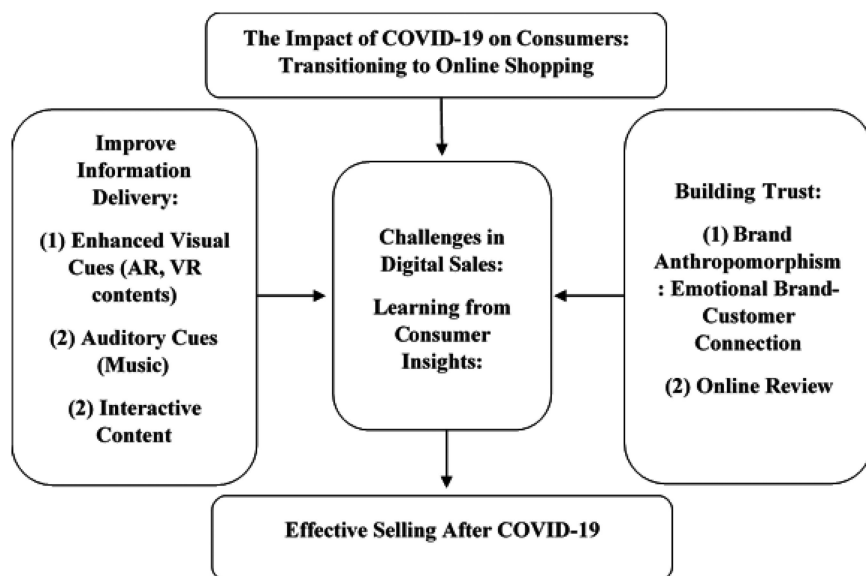 The Impact of COVID-19 on Consumers:
Transitioning to Online Shopping
Improve
Information
Delivery:
(1) Enhanced Visual
Cues (AR, VR
contents)
(2) Auditory Cues
(Music)
(2) Interactive
Content
Challenges in
Digital Sales:
Learning from
Consumer
Insights:
Building Trust:
(1) Brand
Anthropomorphism
: Emotional Brand-
Customer
Connection
(2) Online Review
Effective Selling After COVID-19